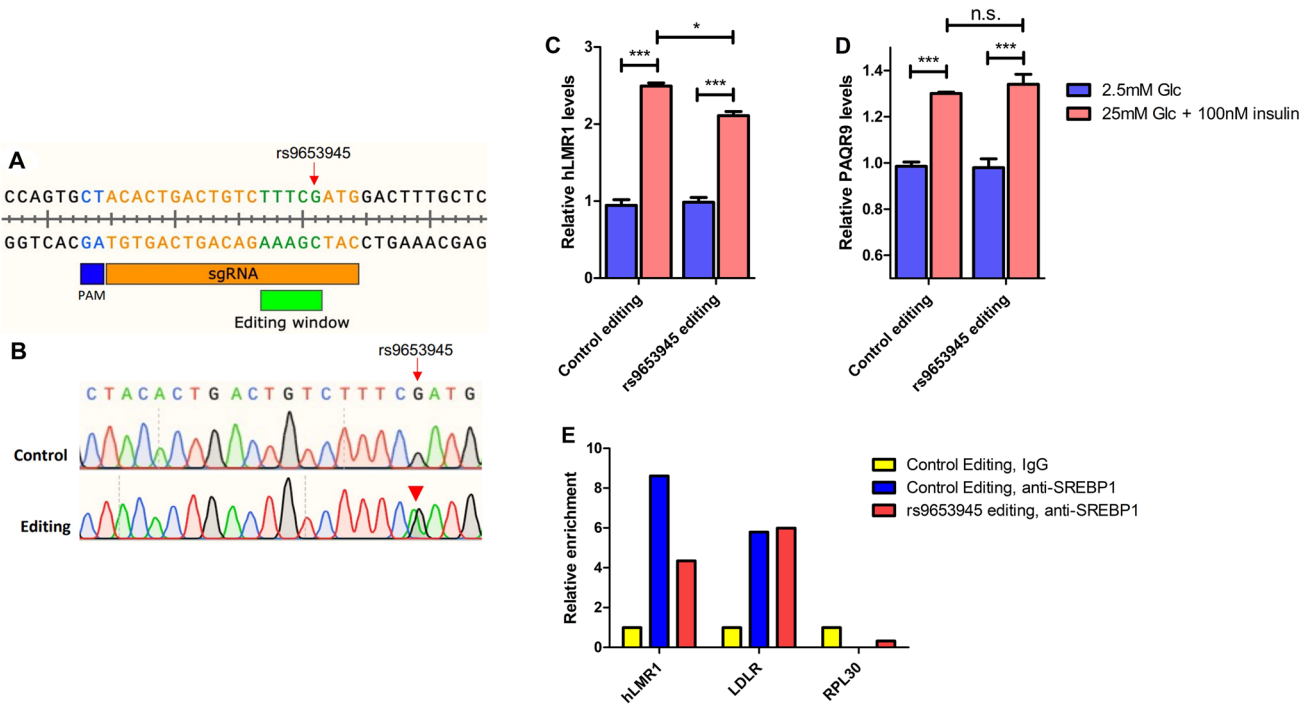 A
rs9653945
CCAGTGCTACACTGACTGTCTTTCGATGGACTTTGCTC
GGTCACGATGTGACTGACAGAAAGCTACCTGAAACGAG
sgRNA
PAM
Editing window
B
rs9653945
C T A C A C T G A C T G T C T T T C G A T G
Control
Editing
C
Relative hLMR1 levels
3
2
1
0
***
***
*
Control editing
rs9653945 editing
D
PAQR9 levels
Relative PAQR9 levels
1.4
1.2
1.0
0.8
0.6
***
***
n.s.
Control editing
rs9653945 editing
2.5mM Glc
25mM Glc + 100nM insulin
E
Relative enrichment
10
8
6
4
2
0
hLMR1
LDLR
RPL30
Control Editing, IgG
Control Editing, anti-SREBP1
rs9653945 editing, anti-SREBP1